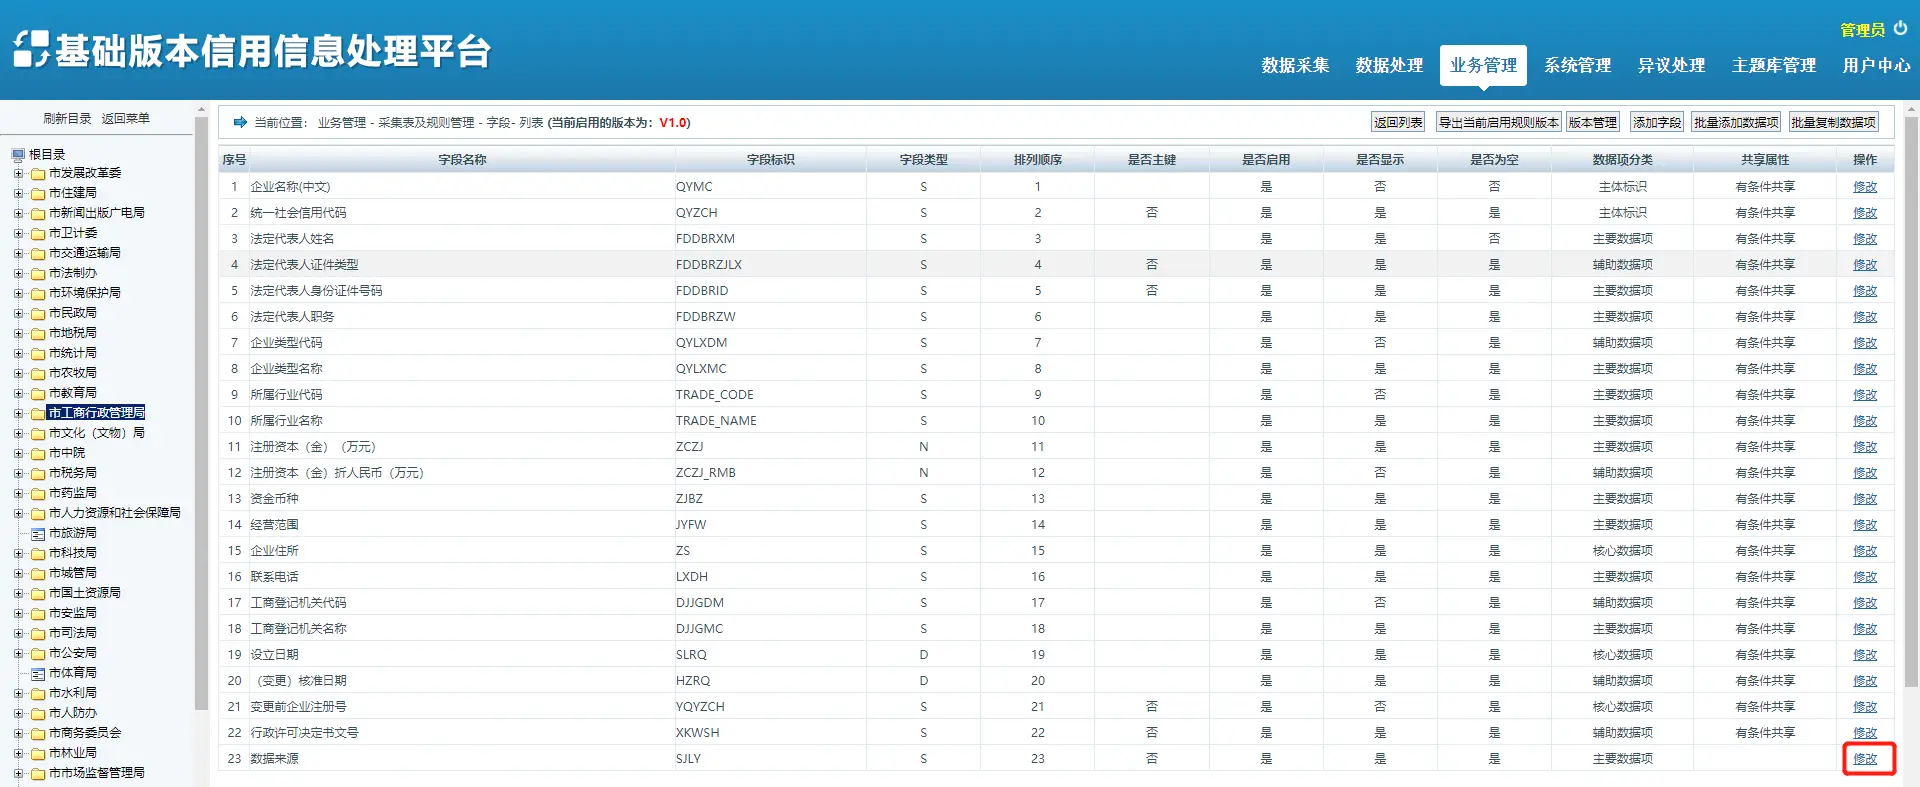 基础版本信用信息处理平台
管理员
数据采集 数据处理 业务管理 系统管理 异议处理 主题库管理 用户中心
刷新目录 返回菜单
根目录
市发展改革委
市住建局
市新闻出版广电局
市卫计委
市交通运输局
市法制办
市环境保护局
市民政局
市地税局
市统计局
市农牧局
市教育局
市工商行政管理局
市文化（文物）局
市中院
市税务局
市药监局
市人力资源和社会保障局
市旅游局
市科技局
市城管局
市国土资源局
市安监局
市司法局
市公安局
市体育局
市水利局
市人防办
市商务委员会
市林业局
市市场监督管理局
当前位置： 业务管理 - 采集表及规则管理 - 字段- 列表 (当前启用的版本为：V1.0)
返回列表 导出当前启用规则版本 版本管理 添加字段 批量添加数据项 批量复制数据项
序号 字段名称 字段标识 字段类型 排列顺序 是否主键 是否启用 是否显示 是否为空 数据项分类 共享属性 操作
1 企业名称(中文) QYMC S 1 是 否 否 主体标识 有条件共享 修改
2 统一社会信用代码 QYZCH S 2 否 是 是 是 主体标识 有条件共享 修改
3 法定代表人姓名 FDDBRXM S 3 是 是 否 主要数据项 有条件共享 修改
4 法定代表人证件类型 FDDBRZJLX S 4 否 是 是 是 辅助数据项 有条件共享 修改
5 法定代表人身份证件号码 FDDBRID S 5 否 是 是 是 主要数据项 有条件共享 修改
6 法定代表人职务 FDDBRZW S 6 是 是 是 主要数据项 有条件共享 修改
7 企业类型代码 QYLXDM S 7 是 否 是 辅助数据项 有条件共享 修改
8 企业类型名称 QYLXMC S 8 是 是 是 主要数据项 有条件共享 修改
9 所属行业代码 TRADE_CODE S 9 是 否 是 主要数据项 有条件共享 修改
10 所属行业名称 TRADE_NAME S 10 是 是 是 主要数据项 有条件共享 修改
11 注册资本（金）（万元） ZCZJ N 11 是 是 是 主要数据项 有条件共享 修改
12 注册资本（金）折人民币（万元） ZCZJ_RMB N 12 是 否 是 辅助数据项 有条件共享 修改
13 资金币种 ZJBZ S 13 是 是 是 主要数据项 有条件共享 修改
14 经营范围 JYFW S 14 是 是 是 主要数据项 有条件共享 修改
15 企业住所 ZS S 15 是 是 是 核心数据项 有条件共享 修改
16 联系电话 LXDH S 16 是 是 是 主要数据项 有条件共享 修改
17 工商登记机关代码 DJJGDM S 17 是 否 是 辅助数据项 有条件共享 修改
18 工商登记机关名称 DJJGMC S 18 是 是 是 主要数据项 有条件共享 修改
19 设立日期 SLRQ D 19 是 是 是 核心数据项 有条件共享 修改
20 （变更）核准日期 HZRQ D 20 是 是 是 辅助数据项 有条件共享 修改
21 变更前企业注册号 YQYZCH S 21 否 是 否 是 核心数据项 有条件共享 修改
22 行政许可决定书文号 XKWSH S 22 否 是 是 是 辅助数据项 有条件共享 修改
23 数据来源 SJLY S 23 否 是 是 是 主要数据项 修改